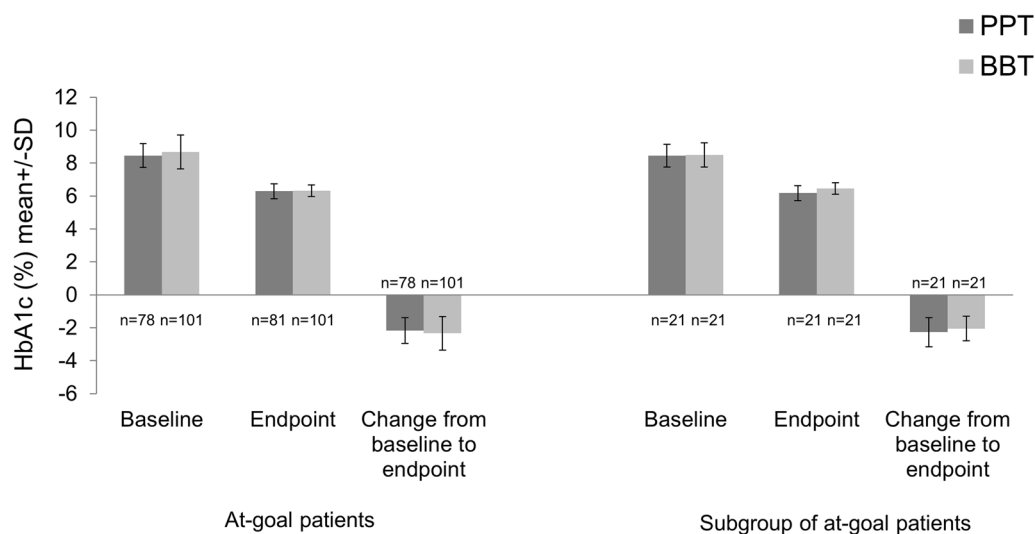 PPT
BBT
HbA1c (%) mean+/-SD
12
10
8
6
4
2
0
-2
-4
-6
n=78 n=101
n=81 n=101
n=78 n=101
n=21 n=21
n=21 n=21
n=21 n=21
Baseline
Endpoint
Change from
baseline to
endpoint
Baseline
Endpoint
Change from
baseline to
endpoint
At-goal patients
Subgroup of at-goal patients